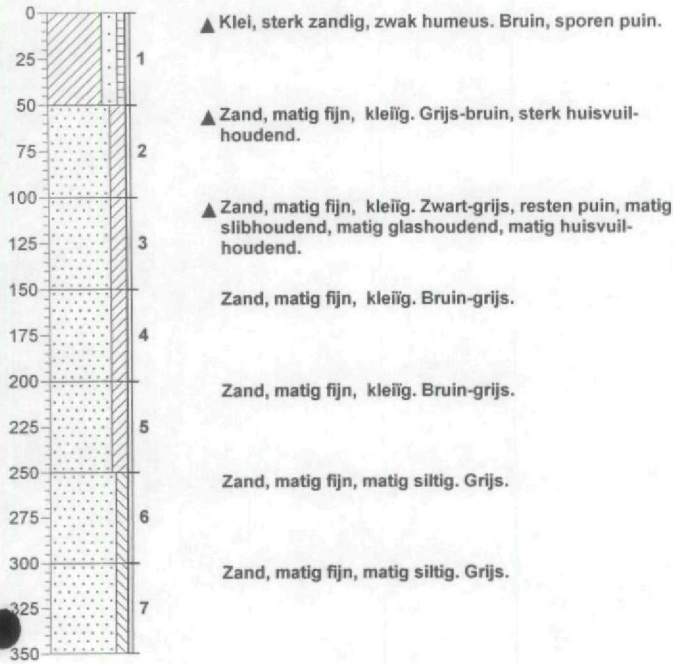 0
▲ Klei, sterk zandig, zwak humeus. Bruin, sporen puin.
25
1
50
▲ Zand, matig fijn, kleiïg. Grijs-bruin, sterk huisvuil-
houdend.
75
2
100
▲ Zand, matig fijn, kleiïg. Zwart-grijs, resten puin, matig
slibhoudend, matig glashoudend, matig huisvuil-
houdend.
125
3
150
Zand, matig fijn, kleiïg. Bruin-grijs.
175
4
200
Zand, matig fijn, kleiïg. Bruin-grijs.
225
5
250
Zand, matig fijn, matig siltig. Grijs.
275
6
300
Zand, matig fijn, matig siltig. Grijs.
325
7
350